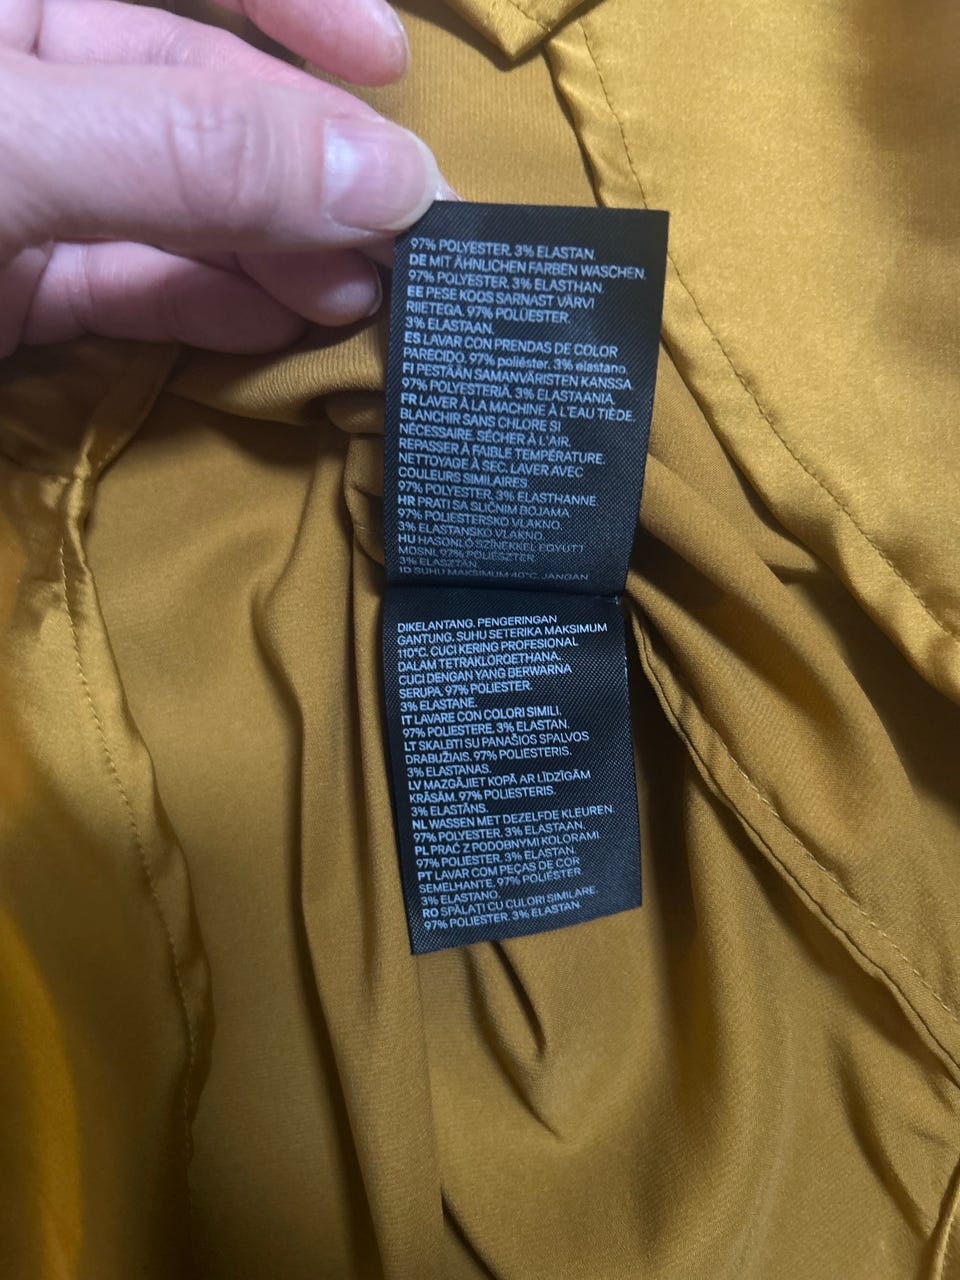 97% POLYESTER. 3% ELASTAN.
DE MIT ÄHNLICHEN FARBEN WASCHEN.
97% POLYESTER, 3% ELASTHAN
EE PESE KOOS SARNAST VÄRVI
RIIETEGA. 97% POLÜESTER.
3% ELASTAAN.
ES LAVAR CON PRENDAS DE COLOR
PARECIDO. 97% poliéster. 3% elastano.
FI PESTÄÄN SAMANVÄRISTEN KANSSA.
97% POLYESTERIÄ, 3% ELASTAANIA.
FR LAVER À LA MACHINE À L'EAU TIÈDE.
BLANCHIR SANS CHLORE SI
NÉCESSAIRE. SÉCHER À L'AIR.
REPASSER À FAIBLE TEMPÉRATURE.
NETTOYAGE À SEC. LAVER AVEC
COULEURS SIMILAIRES.
97% POLYESTER, 3% ELASTHANNE
HR PRATI SA SLIČNIM BOJAMA
97% POLIESTERSKO VLAKNO.
3% ELASTANSKO VLAKNO.
HU HASONLÓ SZÍNEKKEL EGYÜTT
MOSNI. 97% POLIÉSZTER.
3% ELASZTÁN.
ID SUHU MAKSIMUM 40°C. JANGAN
DIKELANTANG. PENGERINGAN
GANTUNG. SUHU SETERIKA MAKSIMUM
110°C. CUCI KERING PROFESIONAL
DALAM TETRAKLOROETHANA.
CUCI DENGAN YANG BERWARNA
SERUPA. 97% POLIESTER.
3% ELASTANE.
IT LAVARE CON COLORI SIMILI.
97% POLIESTERE, 3% ELASTAN.
LT SKALBTI SU PANAŠIOS SPALVOS
DRABUŽIAIS. 97% POLIESTERIS.
3% ELASTANAS.
LV MAZGĀJIET KOPĀ AR LĪDZĪGĀM
KRĀSĀM. 97% POLIESTERIS.
3% ELASTĀNS.
NL WASSEN MET DEZELFDE KLEUREN.
97% POLYESTER. 3% ELASTAAN.
PL PRAĆ Z PODOBNYMI KOLORAMI.
97% POLIESTER. 3% ELASTAN.
PT LAVAR COM PEÇAS DE COR
SEMELHANTE. 97% POLIÉSTER
3% ELASTANO.
RO SPĂLAȚI CU CULORI SIMILARE.
97% POLIESTER. 3% ELASTAN.